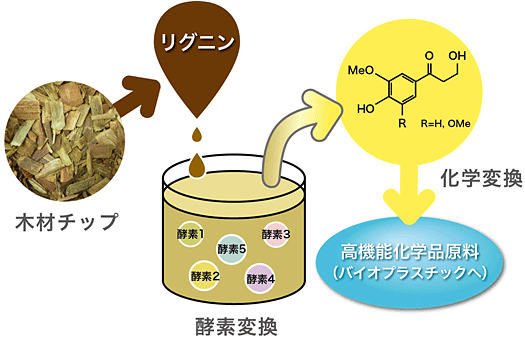 リグニン
木材チップ
酵素1
酵素3
酵素5
酵素2
酵素4
酵素変換
O
OH
MeO
HO
R
R=H, OMe
化学変換
高機能化学品原料
(バイオプラスチックへ)